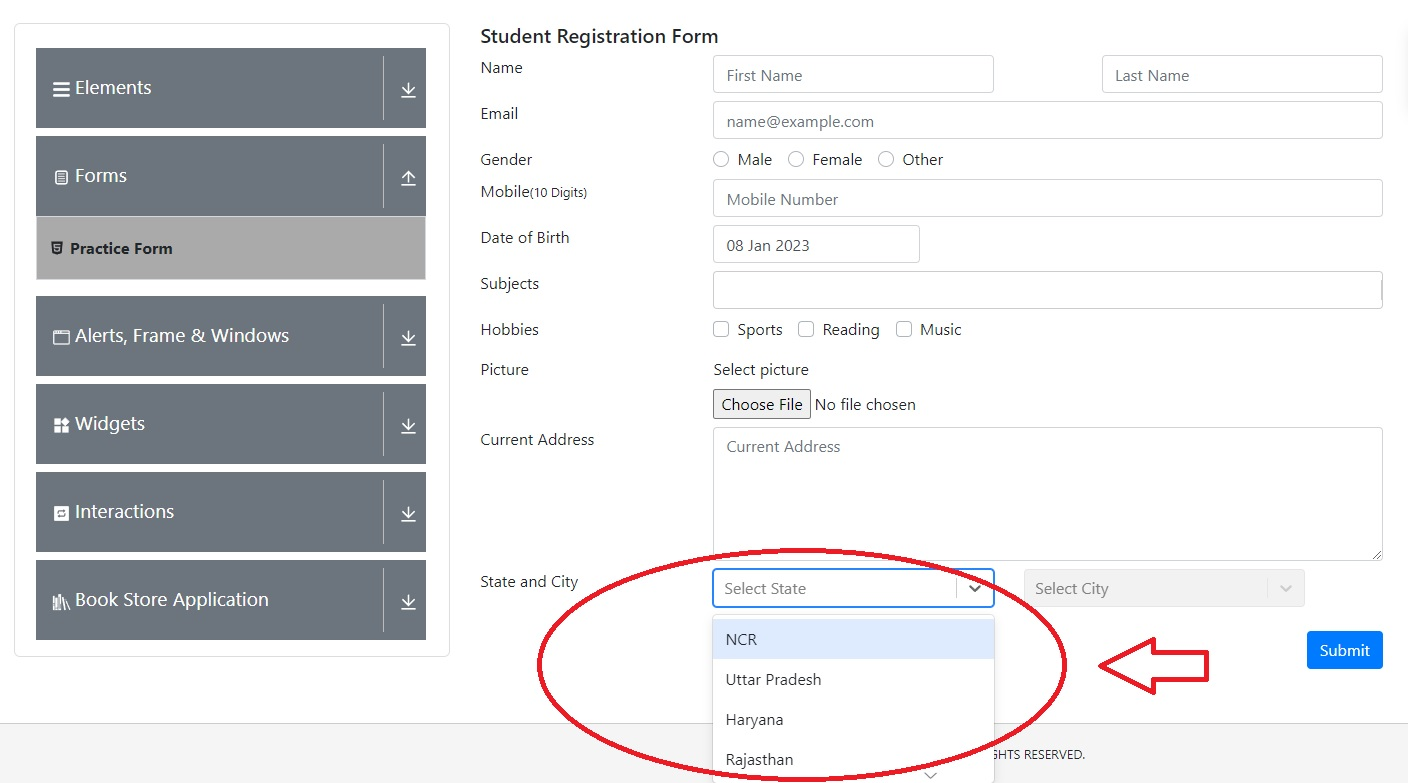 Elements
Forms
Practice Form
Alerts, Frame & Windows
Widgets
Interactions
Book Store Application
Student Registration Form
Name
First Name
Last Name
Email
name@example.com
Gender
Male
Female
Other
Mobile(10 Digits)
Mobile Number
Date of Birth
08 Jan 2023
Subjects
Hobbies
Sports
Reading
Music
Picture
Select picture
Choose File No file chosen
Current Address
Current Address
State and City
Select State
Select City
NCR
Uttar Pradesh
Haryana
Rajasthan
Submit
GHTS RESERVED.